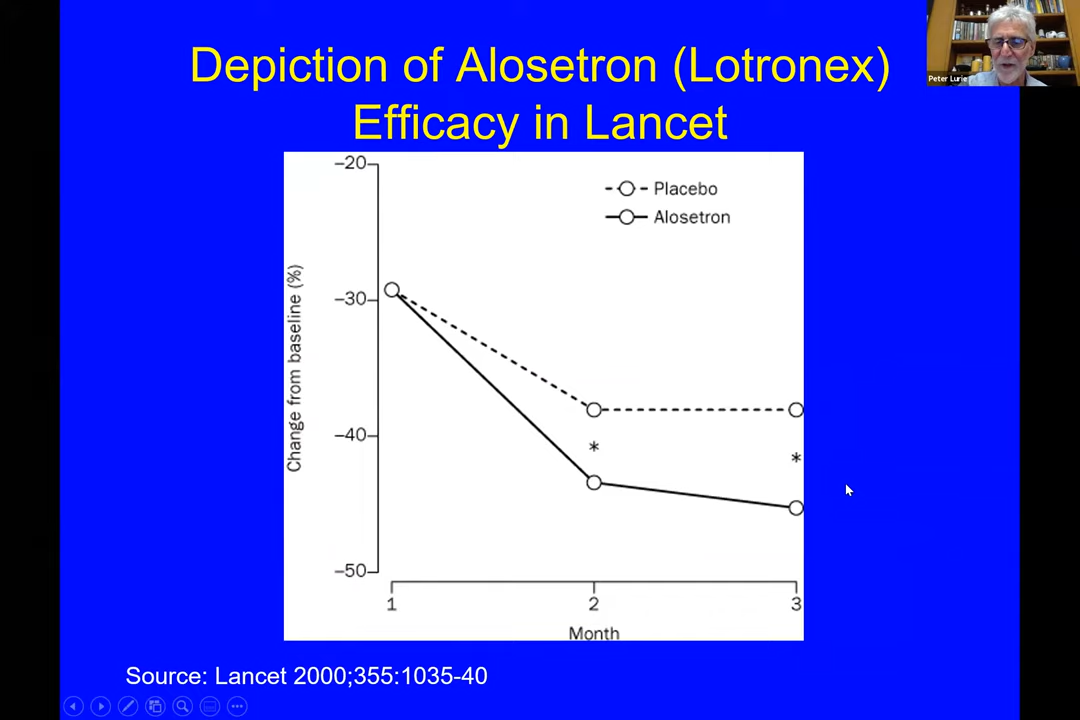 Depiction of Alosetron (Lotronex)
Efficacy in Lancet
Peter Lurie
–20
Placebo
Alosetron
–30
Change from baseline (%)
–40
*
*
–50
1 2 3
Month
Source: Lancet 2000;355:1035-40